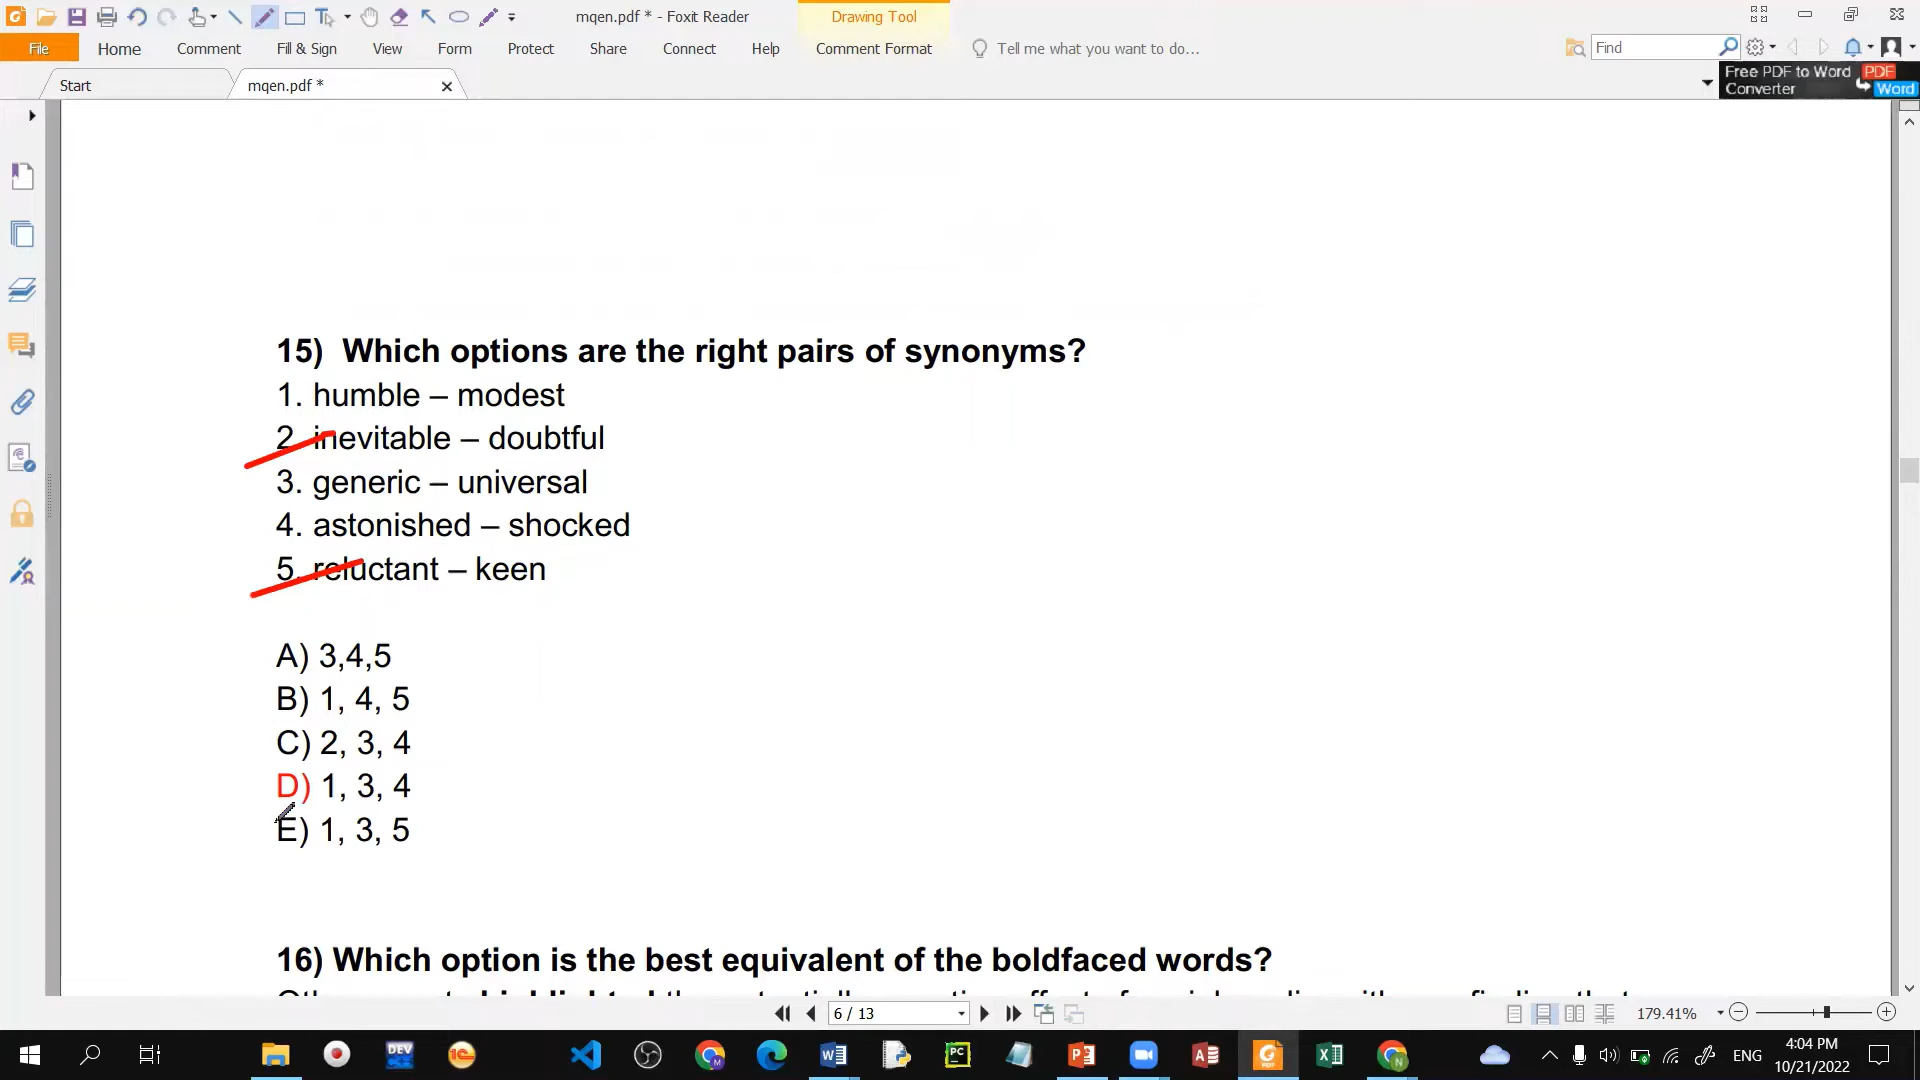 mqen.pdf * - Foxit Reader
Drawing Tool
File
Home
Comment
Fill & Sign
View
Form
Protect
Share
Connect
Help
Comment Format
Tell me what you want to do...
Find
Start
mqen.pdf *
Free PDF to Word
Converter
PDF
Word
15) Which options are the right pairs of synonyms?
1. humble – modest
2. inevitable – doubtful
3. generic – universal
4. astonished – shocked
5. reluctant – keen
A) 3,4,5
B) 1, 4, 5
C) 2, 3, 4
D) 1, 3, 4
E) 1, 3, 5
16) Which option is the best equivalent of the boldfaced words?
6 / 13
179.41%
DEV
PC
ENG
4:04 PM
10/21/2022